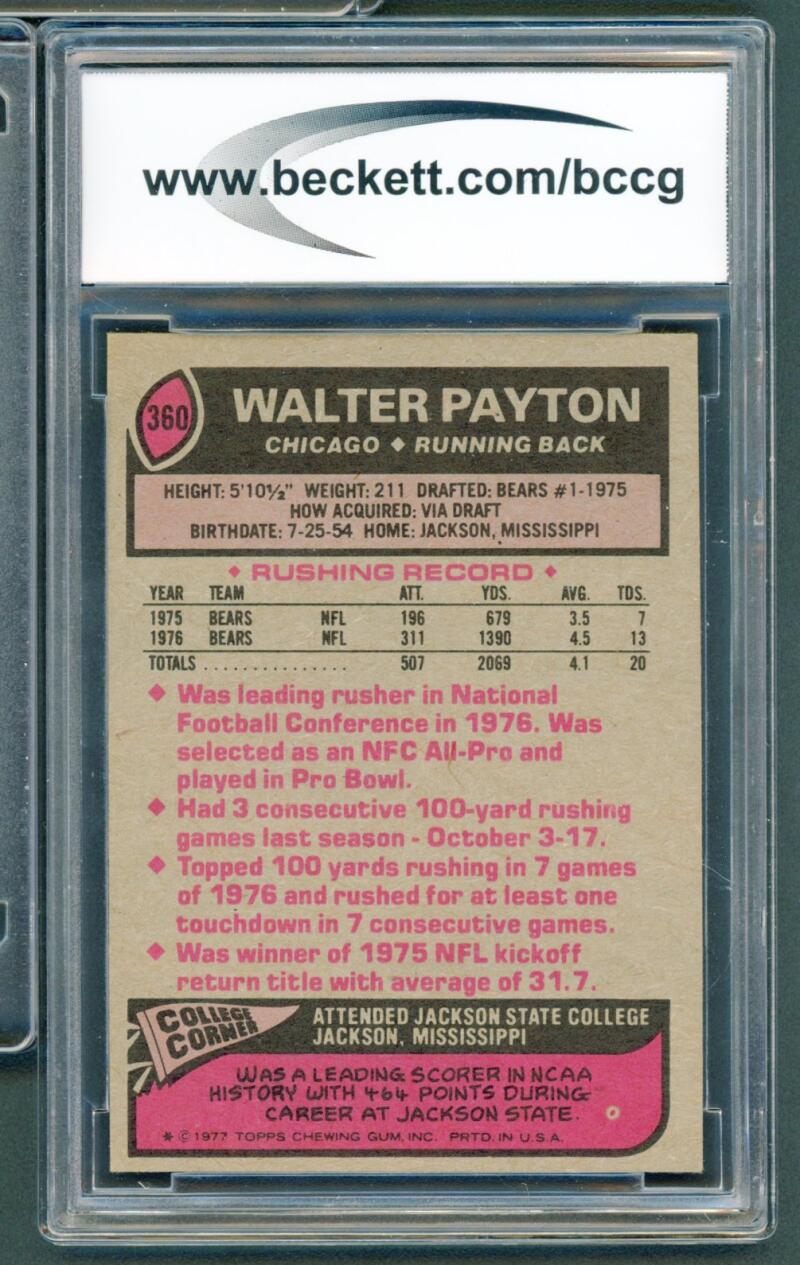 www.beckett.com/bccg
360
WALTER PAYTON
CHICAGO ♦ RUNNING BACK
HEIGHT: 5'10½" WEIGHT: 211 DRAFTED: BEARS #1-1975
HOW ACQUIRED: VIA DRAFT
BIRTHDATE: 7-25-54 HOME: JACKSON, MISSISSIPPI
♦ RUSHING RECORD ♦
YEAR TEAM ATT. YDS. AVG. TDS.
1975 BEARS NFL 196 679 3.5 7
1976 BEARS NFL 311 1390 4.5 13
TOTALS ............... 507 2069 4.1 20
♦ Was leading rusher in National
Football Conference in 1976. Was
selected as an NFC All-Pro and
played in Pro Bowl.
♦ Had 3 consecutive 100-yard rushing
games last season - October 3-17.
♦ Topped 100 yards rushing in 7 games
of 1976 and rushed for at least one
touchdown in 7 consecutive games.
♦ Was winner of 1975 NFL kickoff
return title with average of 31.7.
COLLEGE
CORNER
ATTENDED JACKSON STATE COLLEGE
JACKSON, MISSISSIPPI
WAS A LEADING SCORER IN NCAA
HISTORY WITH 464 POINTS DURING
CAREER AT JACKSON STATE.
* © 1977 TOPPS CHEWING GUM, INC. PRTD. IN U.S.A.